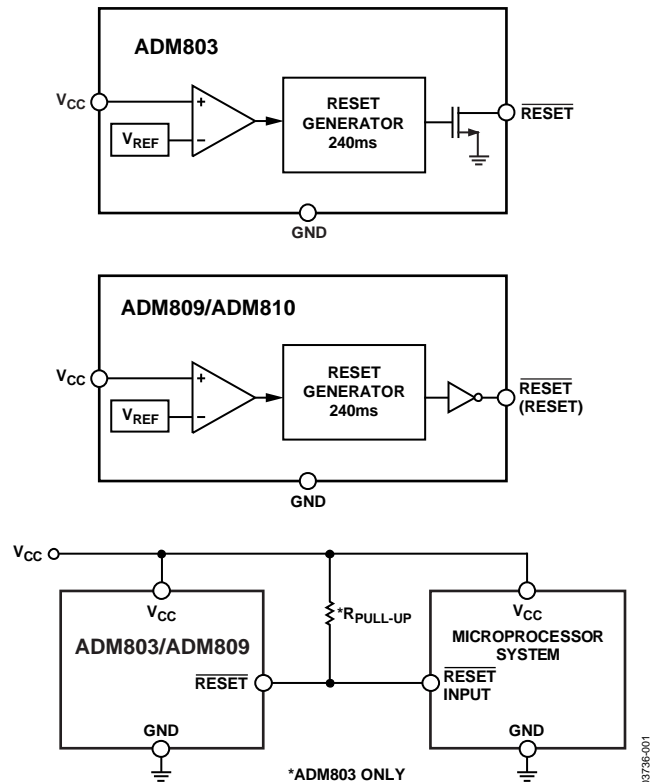 ADM803
VCC
+
VREF
−
RESET
GENERATOR
240ms
RESET
GND
ADM809/ADM810
VCC
+
VREF
−
RESET
GENERATOR
240ms
RESET
(RESET)
GND
VCC
VCC
ADM803/ADM809
RESET
GND
*RPULL-UP
VCC
MICROPROCESSOR
SYSTEM
RESET
INPUT
GND
*ADM803 ONLY
03736-001